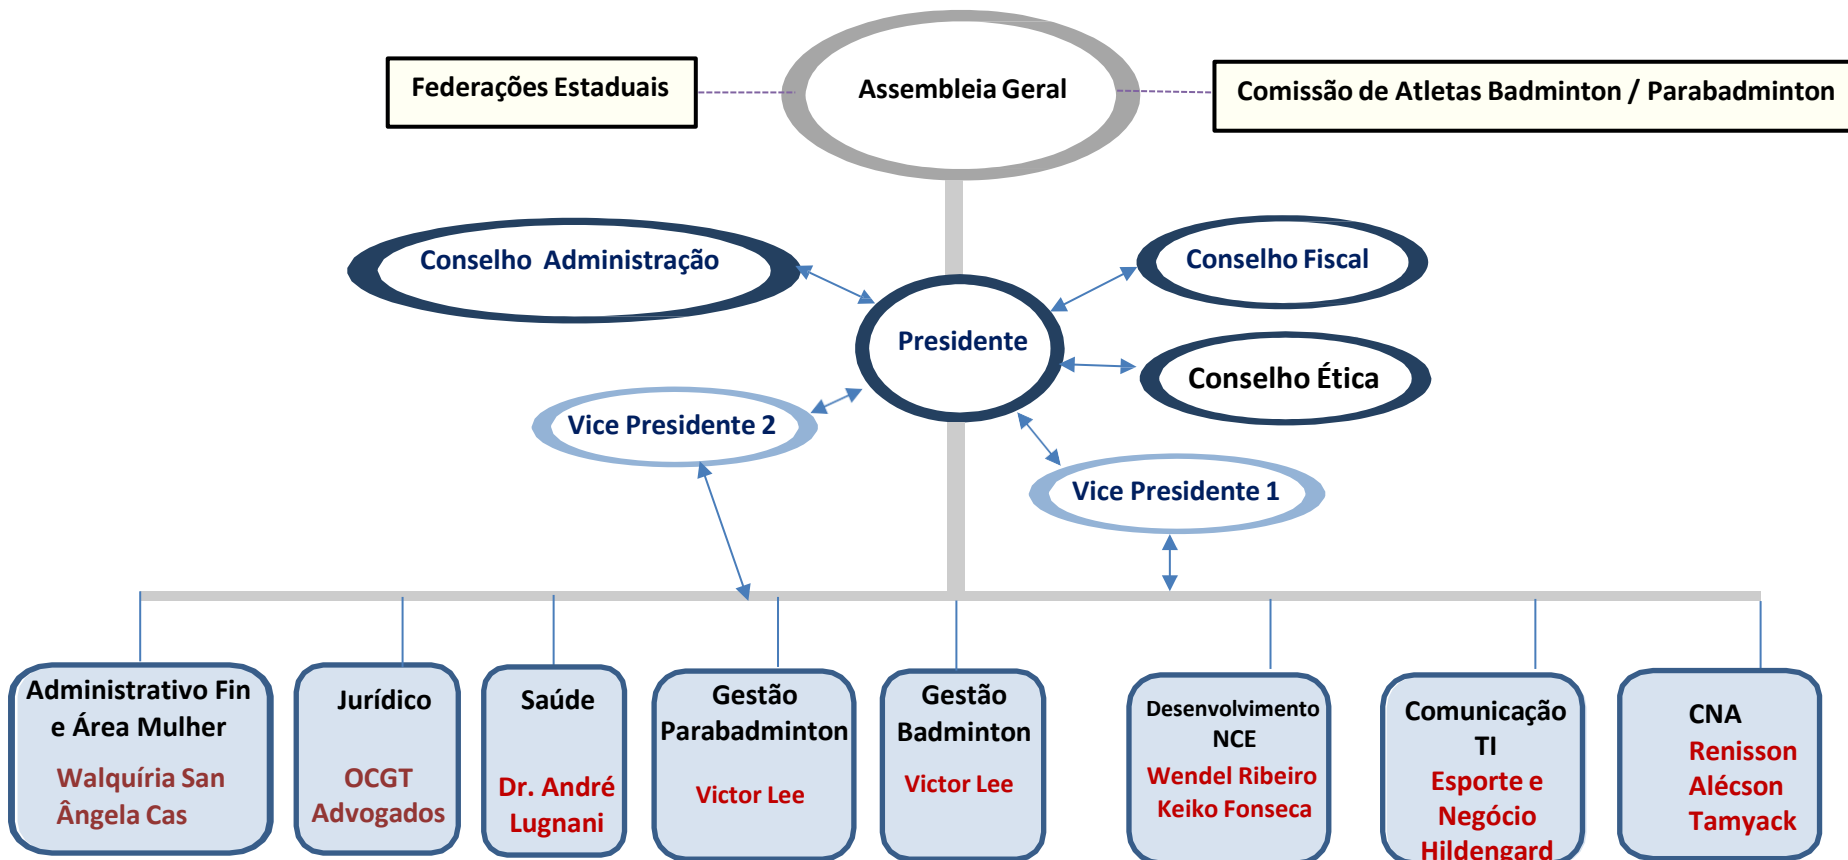 Federações Estaduais
Assembleia Geral
Comissão de Atletas Badminton / Parabadminton
Conselho Administração
Conselho Fiscal
Presidente
Conselho Ética
Vice Presidente 2
Vice Presidente 1
Administrativo Fin
e Área Mulher
Walquíria San
Ângela Cas
Jurídico
OCGT
Advogados
Saúde
Dr. André
Lugnani
Gestão
Parabadminton
Victor Lee
Gestão
Badminton
Victor Lee
Desenvolvimento
NCE
Wendel Ribeiro
Keiko Fonseca
Comunicação
TI
Esporte e
Negócio
Hildengard
CNA
Renisson
Alécson
Tamyack